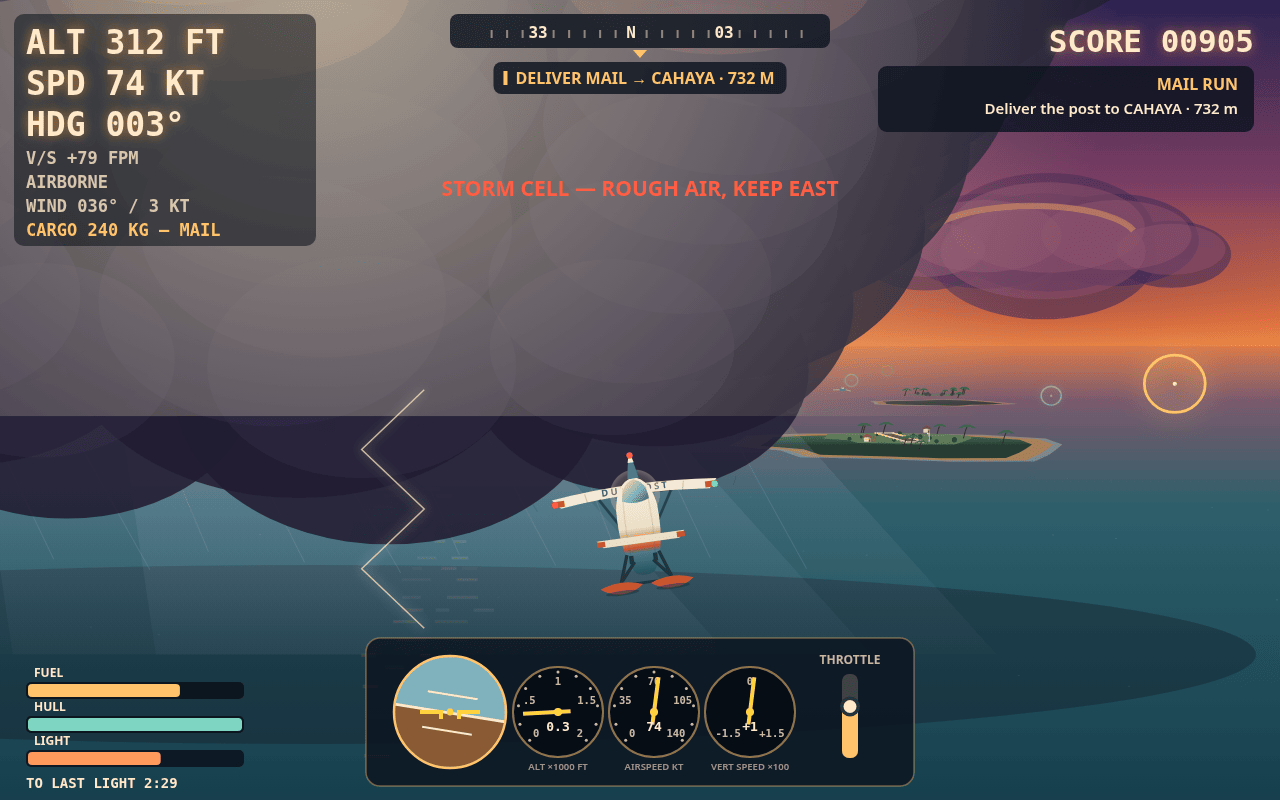 ALT 312 FT
SPD 74 KT
HDG 003°
V/S +79 FPM
AIRBORNE
WIND 036° / 3 KT
CARGO 240 KG — MAIL
33 N 03
DELIVER MAIL → CAHAYA · 732 M
SCORE 00905
MAIL RUN
Deliver the post to CAHAYA · 732 m
STORM CELL — ROUGH AIR, KEEP EAST
FUEL
HULL
LIGHT
TO LAST LIGHT 2:29
0 .5 1 1.5 2
0.3
ALT ×1000 FT
0 35 70 105 140
74
AIRSPEED KT
-1.5 0 +1.5
+1
VERT SPEED ×100
THROTTLE